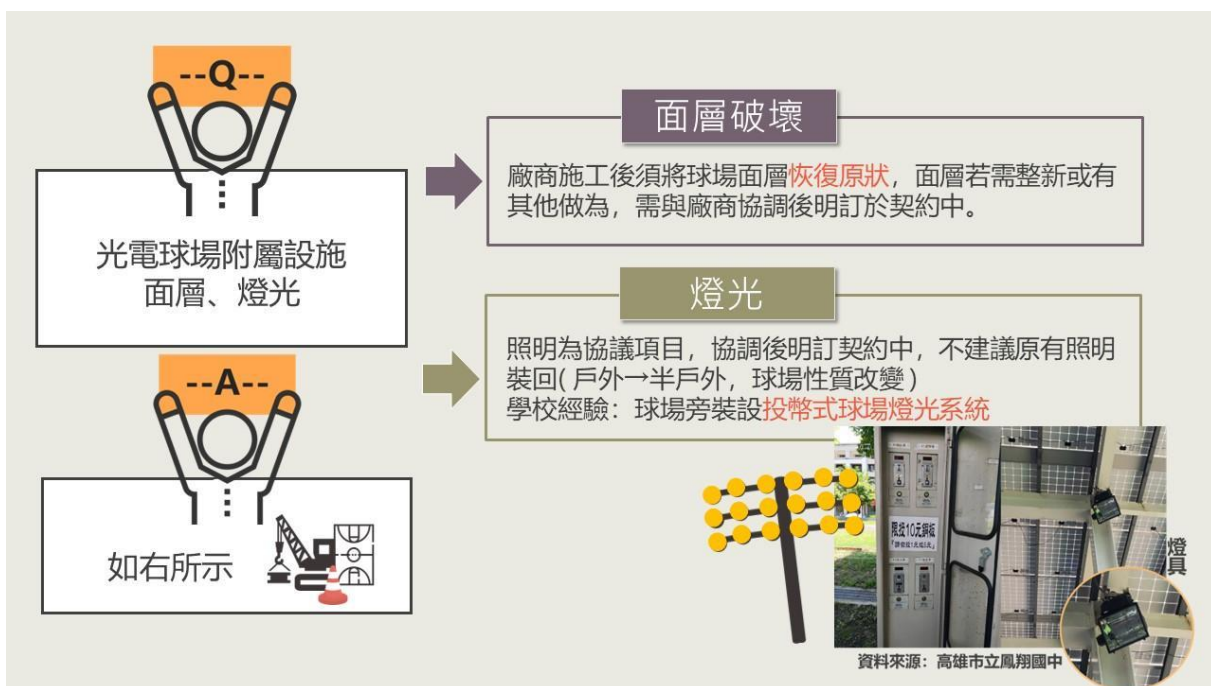 --Q--
光電球場附屬設施
面層、燈光
--A--
如右所示
面層破壞
廠商施工後須將球場面層恢復原狀，面層若需整新或有
其他做為，需與廠商協調後明訂於契約中。
燈光
照明為協議項目，協調後明訂契約中，不建議原有照明
裝回(戶外→半戶外，球場性質改變)
學校經驗：球場旁裝設投幣式球場燈光系統
限投10元銅板
燈具
資料來源：高雄市立鳳翔國中